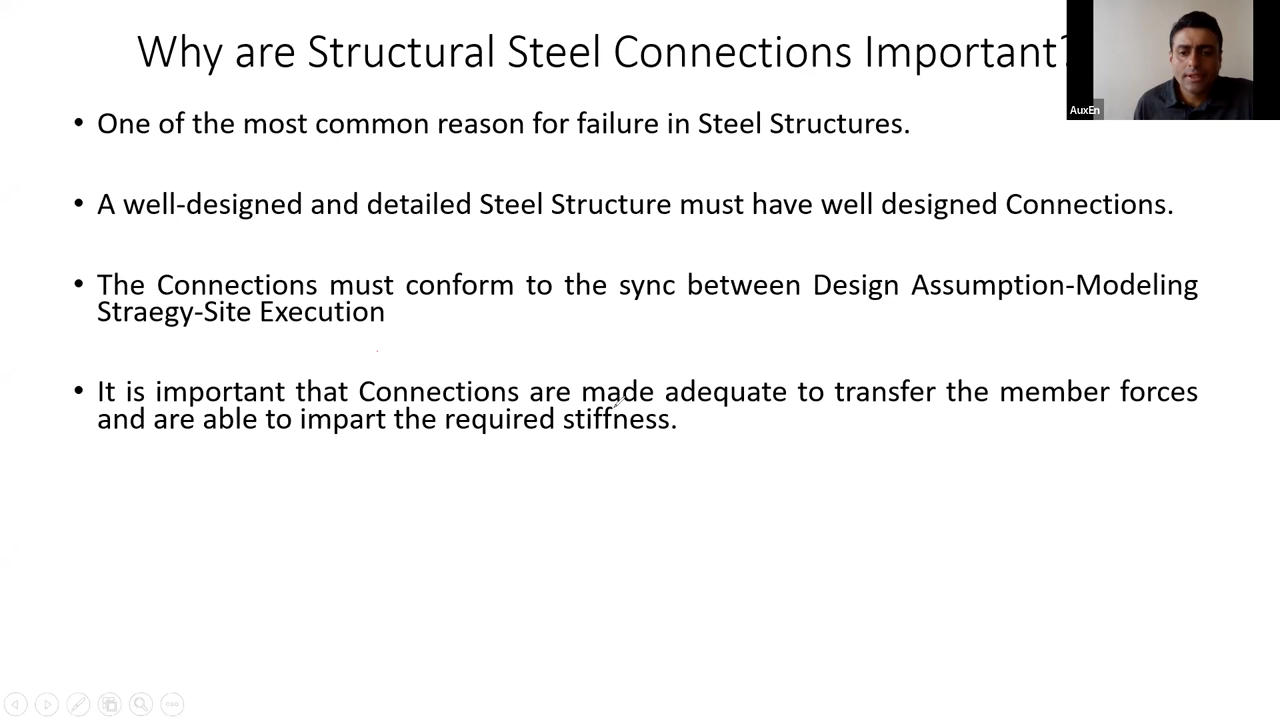 Why are Structural Steel Connections Important?
AuxEn
• One of the most common reason for failure in Steel Structures.
• A well-designed and detailed Steel Structure must have well designed Connections.
• The Connections must conform to the sync between Design Assumption-Modeling
Straegy-Site Execution
• It is important that Connections are made adequate to transfer the member forces
and are able to impart the required stiffness.